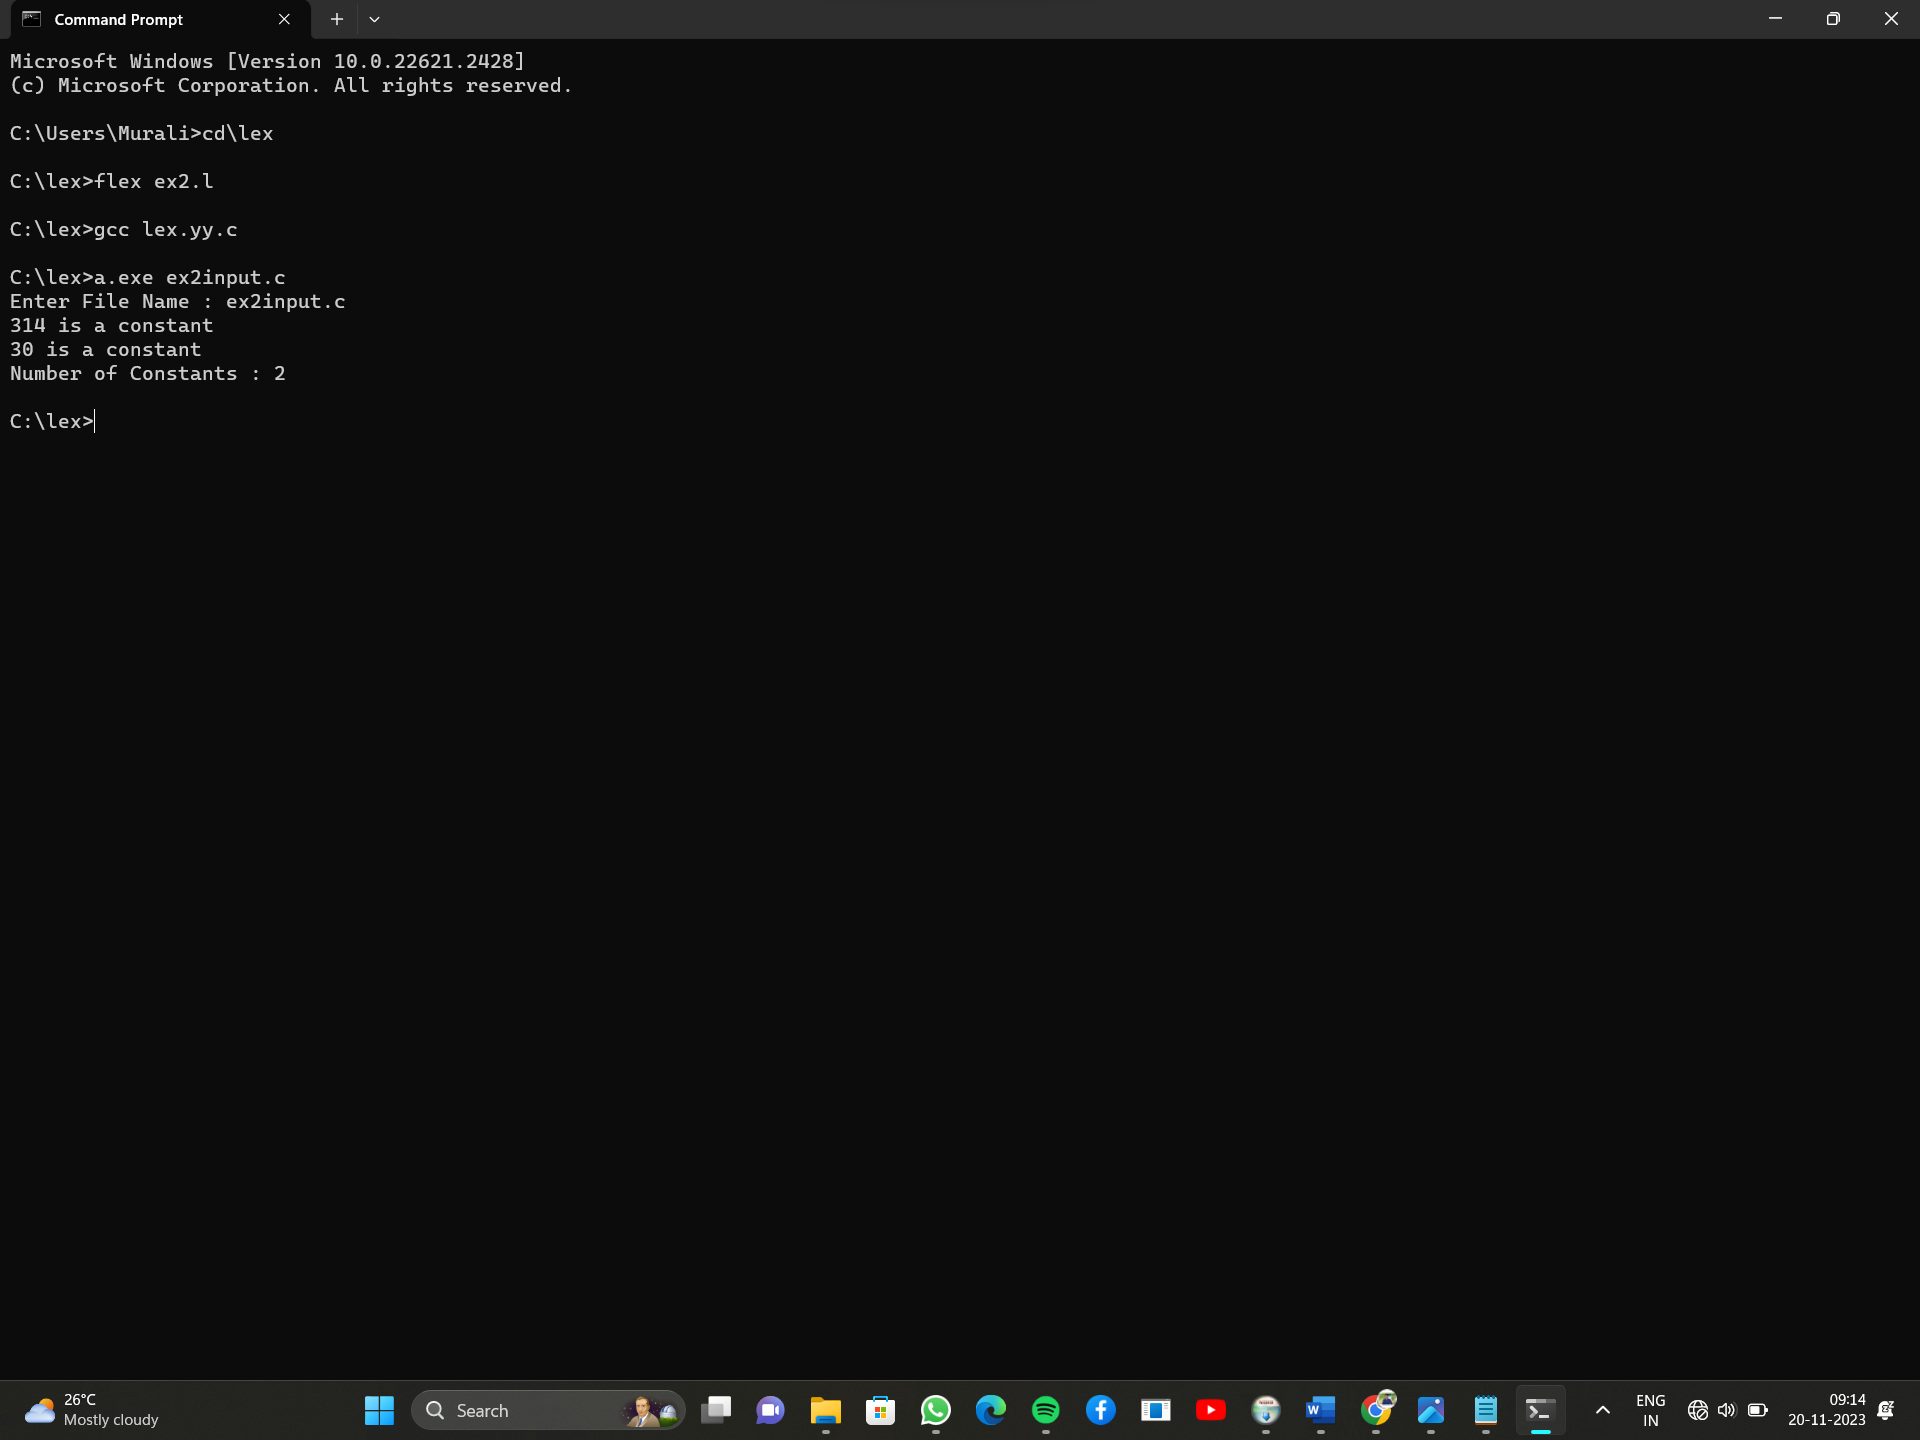 Command Prompt
Microsoft Windows [Version 10.0.22621.2428]
(c) Microsoft Corporation. All rights reserved.
C:\Users\Murali>cd\lex
C:\lex>flex ex2.l
C:\lex>gcc lex.yy.c
C:\lex>a.exe ex2input.c
Enter File Name : ex2input.c
314 is a constant
30 is a constant
Number of Constants : 2
C:\lex>
26°C
Mostly cloudy
Search
ENG
IN
09:14
20-11-2023